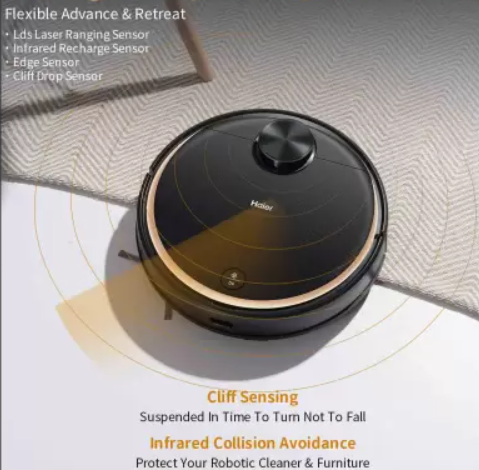 Flexible Advance & Retreat
· Lds Laser Ranging Sensor
· Infrared Recharge Sensor
· Edge Sensor
· Cliff Drop Sensor
Haier
Cliff Sensing
Suspended In Time To Turn Not To Fall
Infrared Collision Avoidance
Protect Your Robotic Cleaner & Furniture